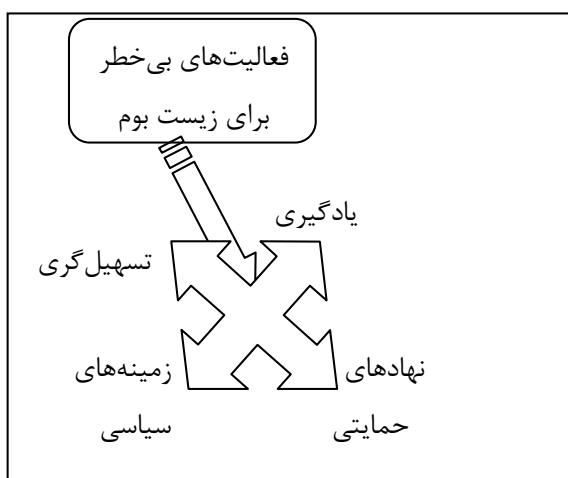 فعالیت‌های بی‌خطر
برای زیست بوم
یادگیری
تسهیل‌گری
نهادهای
حمایتی
زمینه‌های
سیاسی